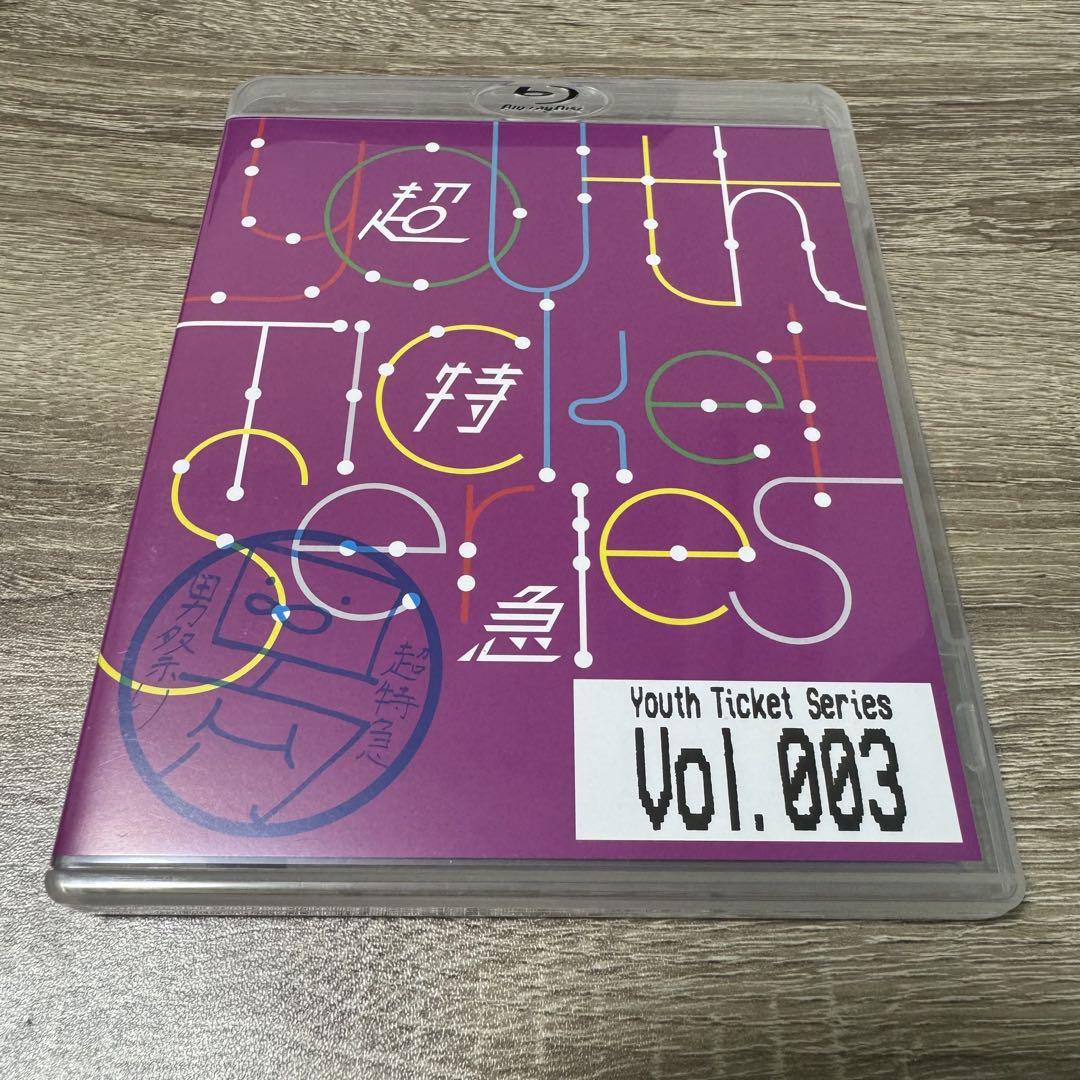 Blu-ray Disc
youth
超
Ticket
特
Series
急
男祭り
超特急
Youth Ticket Series
Vol.003